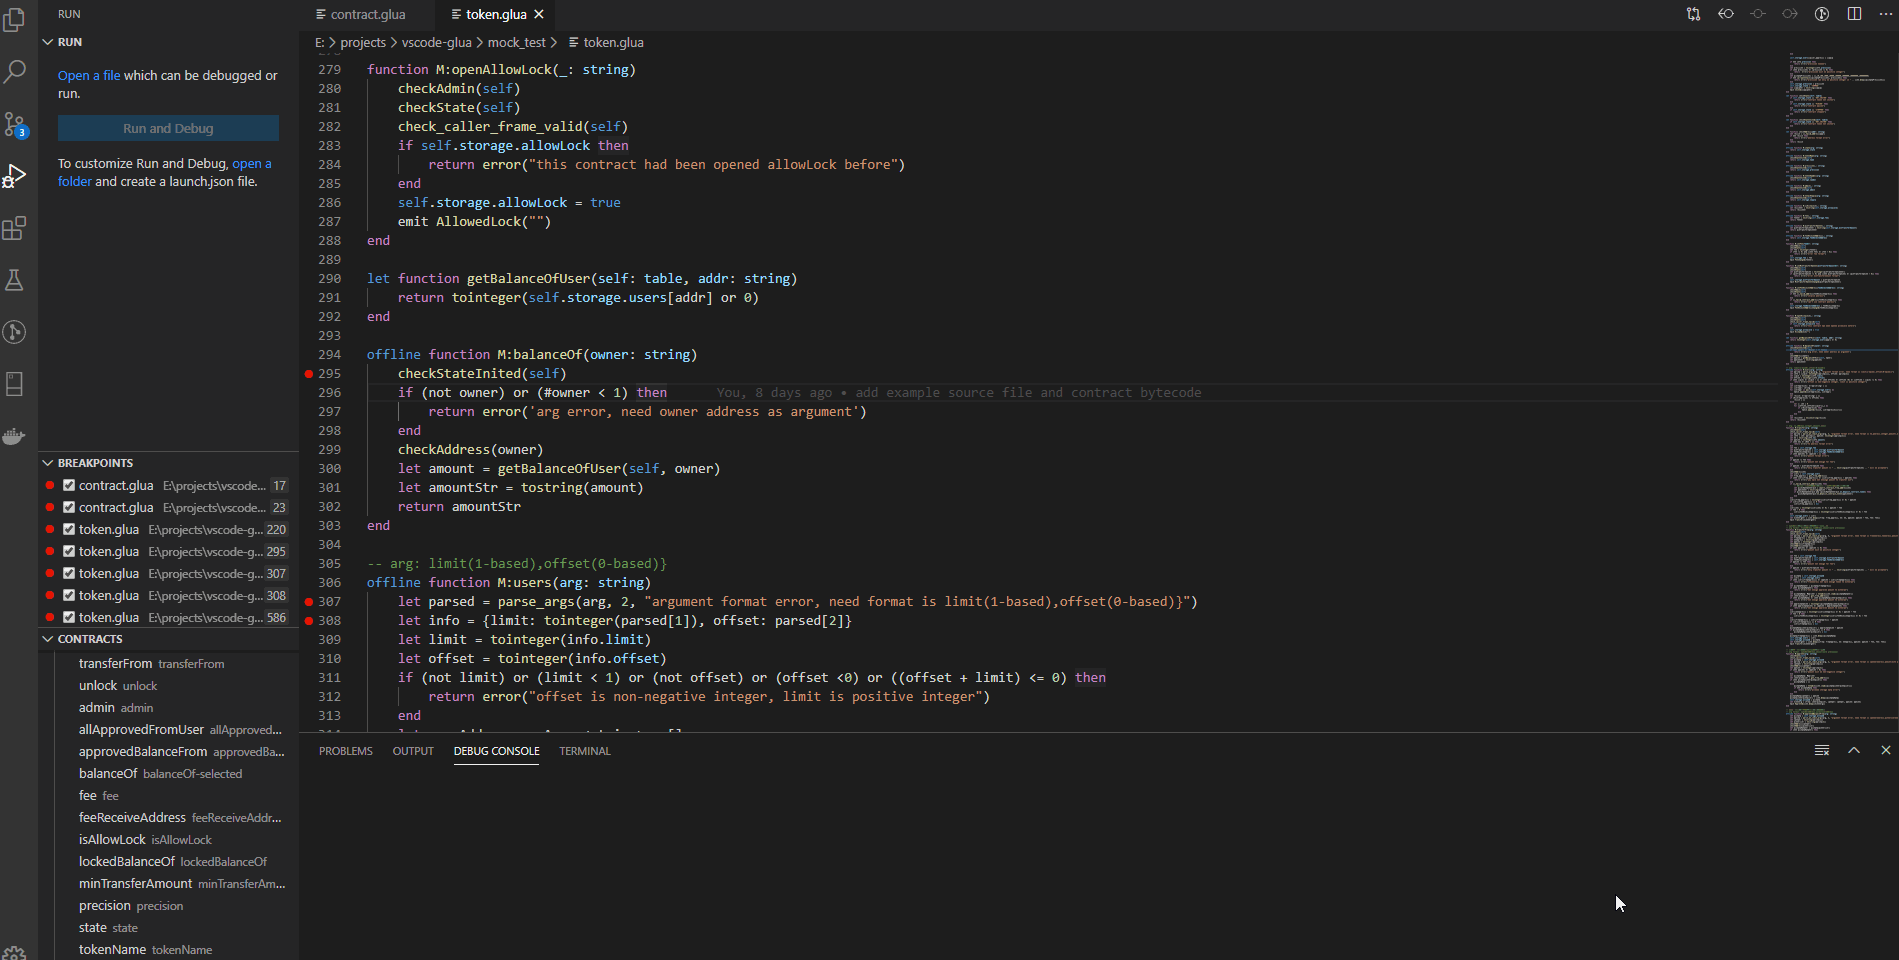 RUN
contract.glua
token.glua
RUN
E: > projects > vscode-glua > mock_test > token.glua
Open a file which can be debugged or
run.
Run and Debug
To customize Run and Debug, open a
folder and create a launch.json file.
3
279 function M:openAllowLock(_: string)
280 checkAdmin(self)
281 checkState(self)
282 check_caller_frame_valid(self)
283 if self.storage.allowLock then
284 return error("this contract had been opened allowLock before")
285 end
286 self.storage.allowLock = true
287 emit AllowedLock("")
288 end
289
290 let function getBalanceOfUser(self: table, addr: string)
291 return tointeger(self.storage.users[addr] or 0)
292 end
293
294 offline function M:balanceOf(owner: string)
295 checkStateInited(self)
296 if (not owner) or (#owner < 1) then You, 8 days ago • add example source file and contract bytecode
297 return error('arg error, need owner address as argument')
298 end
299 checkAddress(owner)
300 let amount = getBalanceOfUser(self, owner)
301 let amountStr = tostring(amount)
302 return amountStr
303 end
304
305 -- arg: limit(1-based),offset(0-based)}
306 offline function M:users(arg: string)
307 let parsed = parse_args(arg, 2, "argument format error, need format is limit(1-based),offset(0-based)}")
308 let info = {limit: tointeger(parsed[1]), offset: parsed[2]}
309 let limit = tointeger(info.limit)
310 let offset = tointeger(info.offset)
311 if (not limit) or (limit < 1) or (not offset) or (offset <0) or ((offset + limit) <= 0) then
312 return error("offset is non-negative integer, limit is positive integer")
313 end
BREAKPOINTS
contract.glua E:\projects\vscode... 17
contract.glua E:\projects\vscode... 23
token.glua E:\projects\vscode-g... 220
token.glua E:\projects\vscode-g... 295
token.glua E:\projects\vscode-g... 307
token.glua E:\projects\vscode-g... 308
token.glua E:\projects\vscode-g... 586
CONTRACTS
transferFrom transferFrom
unlock unlock
admin admin
allApprovedFromUser allApproved...
approvedBalanceFrom approvedBa...
balanceOf balanceOf-selected
fee fee
feeReceiveAddress feeReceiveAddr...
isAllowLock isAllowLock
lockedBalanceOf lockedBalanceOf
minTransferAmount minTransferAm...
precision precision
state state
tokenName tokenName
PROBLEMS OUTPUT DEBUG CONSOLE TERMINAL